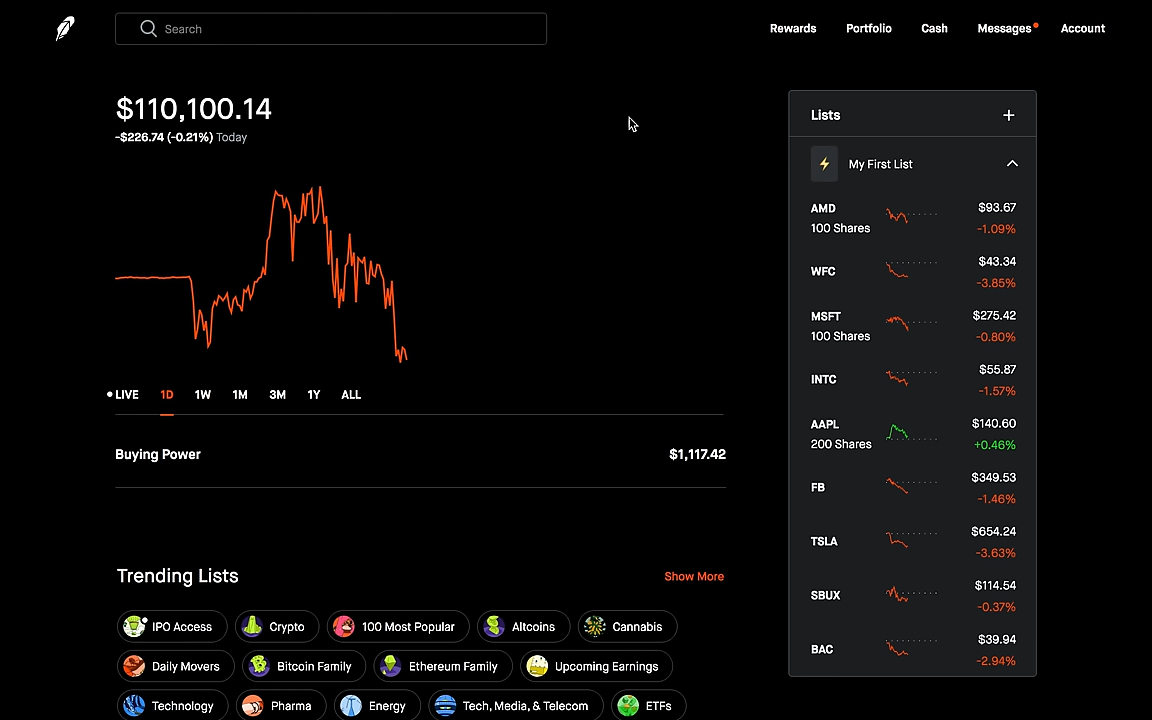 Search
Rewards
Portfolio
Cash
Messages
Account
$110,100.14
-$226.74 (-0.21%) Today
LIVE
1D
1W
1M
3M
1Y
ALL
Buying Power
$1,117.42
Trending Lists
Show More
IPO Access
Crypto
100 Most Popular
Altcoins
Cannabis
Daily Movers
Bitcoin Family
Ethereum Family
Upcoming Earnings
Technology
Pharma
Energy
Tech, Media, & Telecom
ETFs
Lists
+
My First List
AMD
100 Shares
$93.67
-1.09%
WFC
$43.34
-3.85%
MSFT
100 Shares
$275.42
-0.80%
INTC
$55.87
-1.57%
AAPL
200 Shares
$140.60
+0.46%
FB
$349.53
-1.46%
TSLA
$654.24
-3.63%
SBUX
$114.54
-0.37%
BAC
$39.94
-2.94%